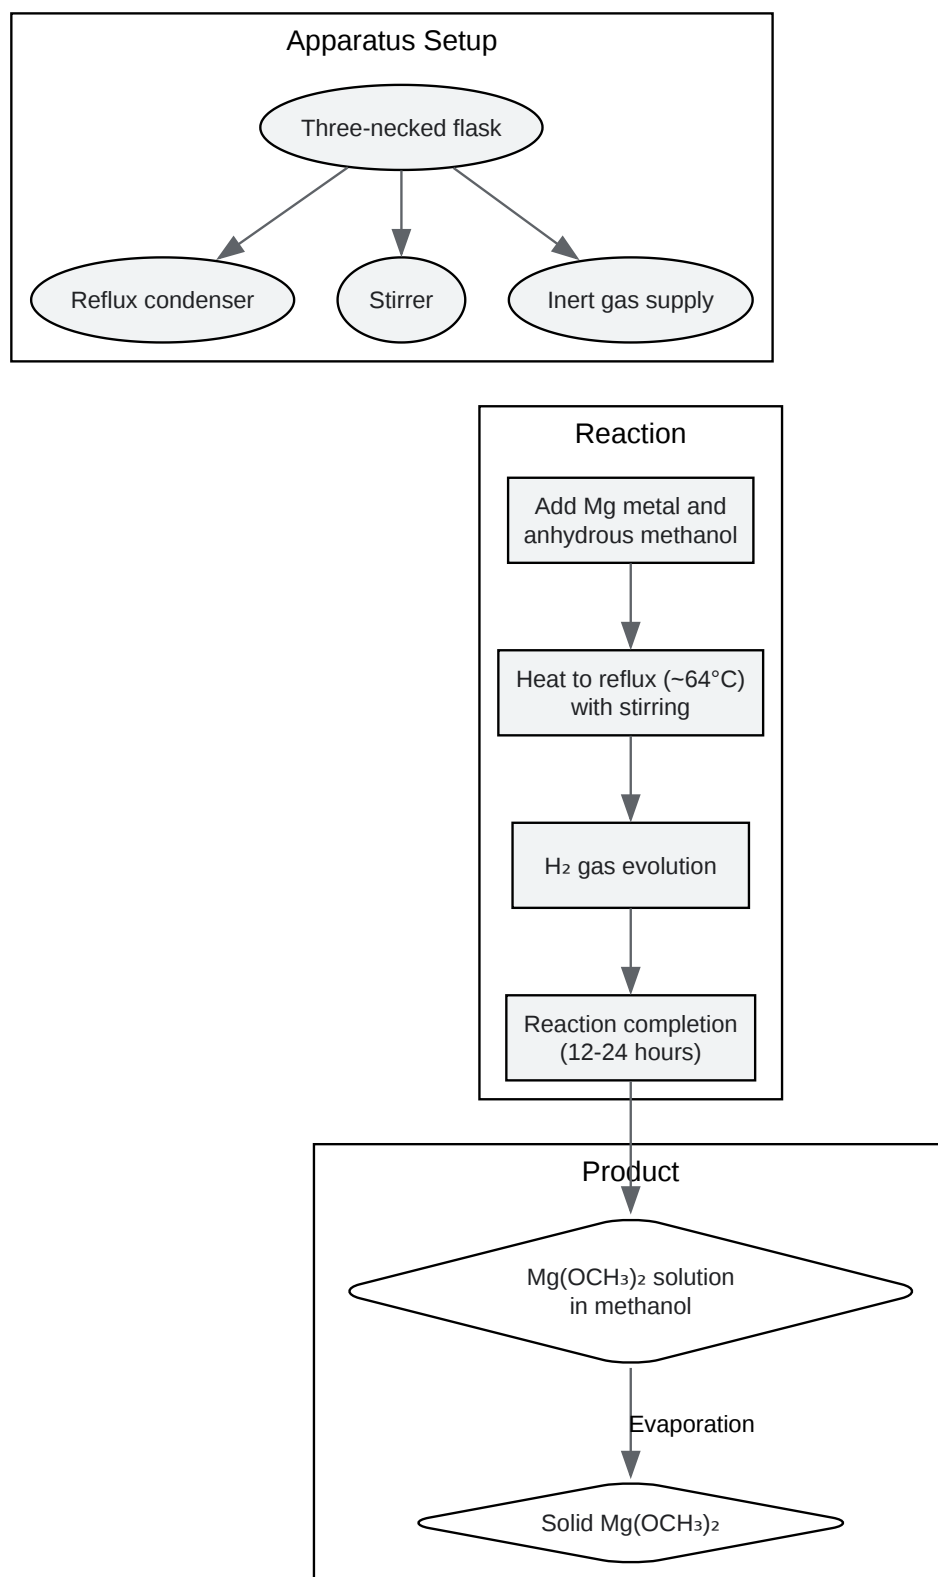 Apparatus Setup
Three-necked flask
Reflux condenser
Stirrer
Inert gas supply
Reaction
Add Mg metal and
anhydrous methanol
Heat to reflux (~64°C)
with stirring
H₂ gas evolution
Reaction completion
(12-24 hours)
Product
Mg(OCH₃)₂ solution
in methanol
Evaporation
Solid Mg(OCH₃)₂